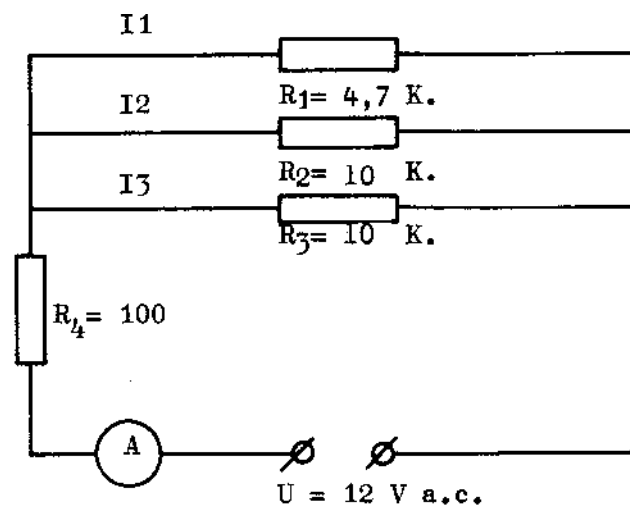 I1
R1= 4,7 K.
I2
R2= 10 K.
I3
R3= 10 K.
R4= 100
A
U = 12 V a.c.